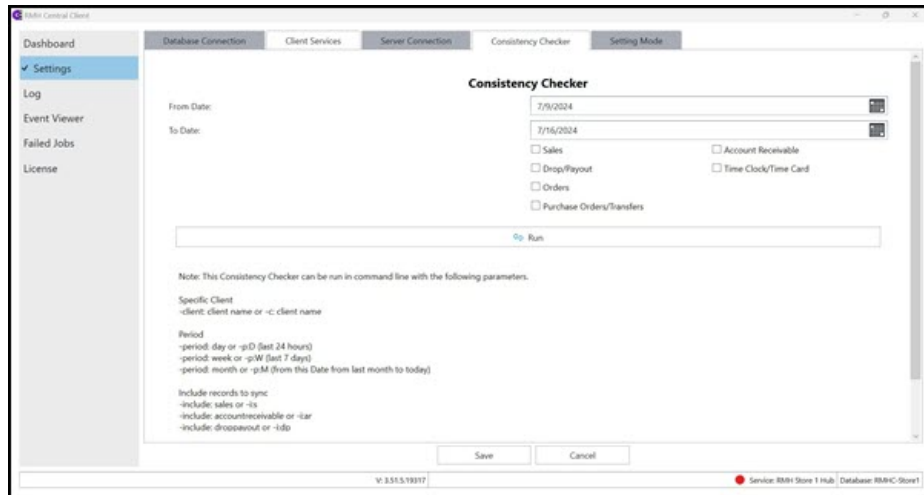 RMH Central Client
Dashboard
Settings
Log
Event Viewer
Failed Jobs
License
Database Connection Client Services Server Connection Consistency Checker Setting Mode
Consistency Checker
From Date: 7/9/2024
To Date: 7/16/2024
Sales Account Receivable
Drop/Payout Time Clock/Time Card
Orders
Purchase Orders/Transfers
Run
Note: This Consistency Checker can be run in command line with the following parameters.
Specific Client
-client: client name or -c: client name
Period
-period: day or -p:D (last 24 hours)
-period: week or -p:W (last 7 days)
-period: month or -p:M (from this Date from last month to today)
Include records to sync
-include: sales or -i:s
-include: accountreceivable or -i:ar
-include: droppayout or -i:dp
Save Cancel
V: 3.51.5.19317 Service: RMH Store 1 Hub Database: RMHC-Store1